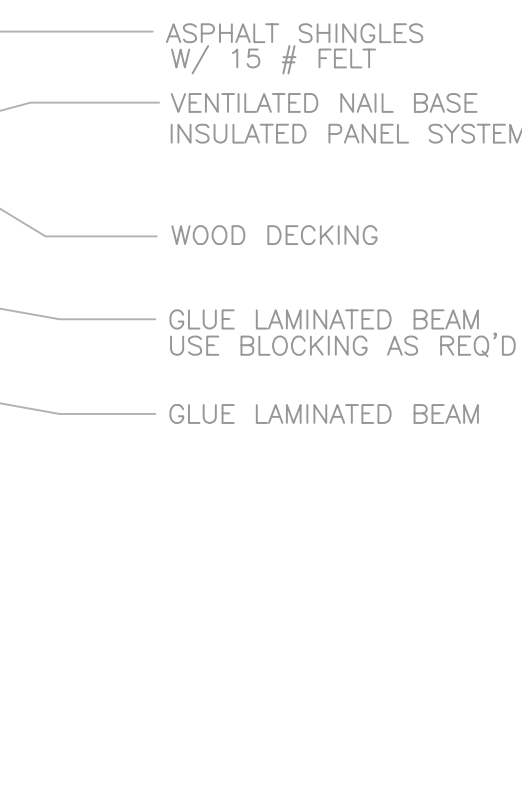 ASPHALT SHINGLES
W/ 15 # FELT
VENTILATED NAIL BASE
INSULATED PANEL SYSTEM
WOOD DECKING
GLUE LAMINATED BEAM
USE BLOCKING AS REQ'D
GLUE LAMINATED BEAM